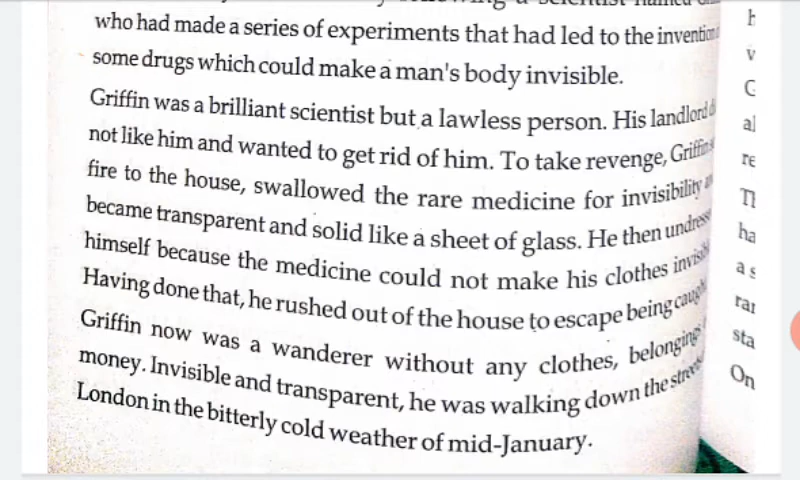 who had made a series of experiments that had led to the invention
some drugs which could make a man's body invisible.
Griffin was a brilliant scientist but a lawless person. His landlord
not like him and wanted to get rid of him. To take revenge, Griffin
fire to the house, swallowed the rare medicine for invisibility
became transparent and solid like a sheet of glass. He then
himself because the medicine could not make his clothes
Having done that, he rushed out of the house to escape being
Griffin now was a wanderer without any clothes, belongings
money. Invisible and transparent, he was walking down the
London in the bitterly cold weather of mid-January.
On